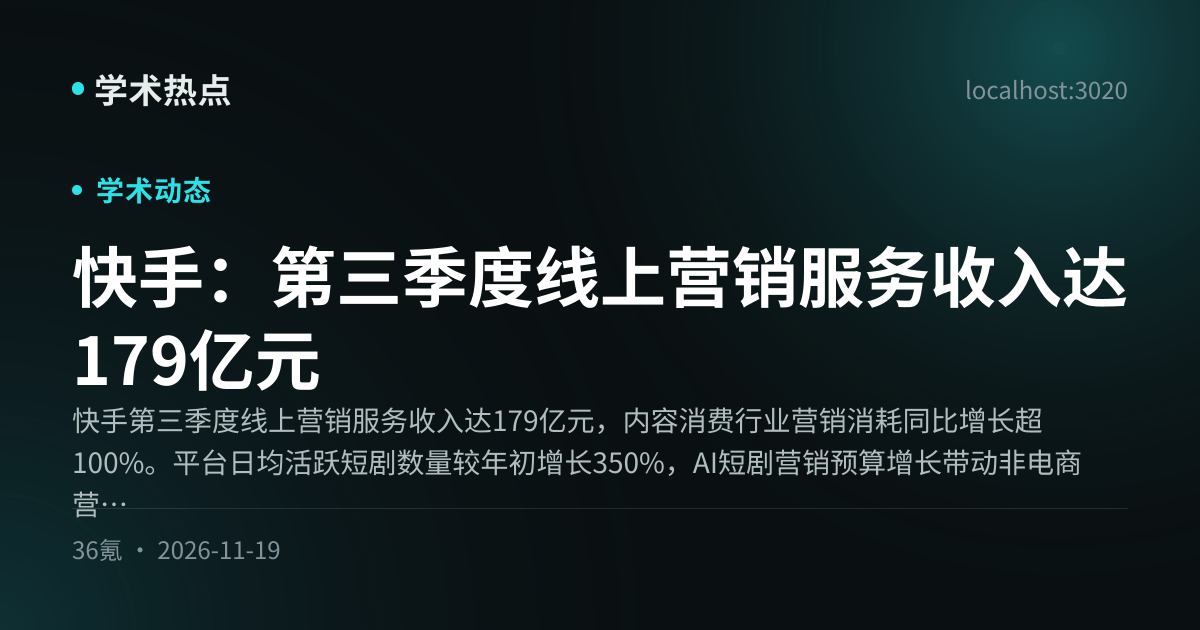 学术热点
localhost:3020
学术动态
快手：第三季度线上营销服务收入达
179亿元
快手第三季度线上营销服务收入达179亿元，内容消费行业营销消耗同比增长超
100%。平台日均活跃短剧数量较年初增长350%，AI短剧营销预算增长带动非电商
营…
36氪 · 2026-11-19